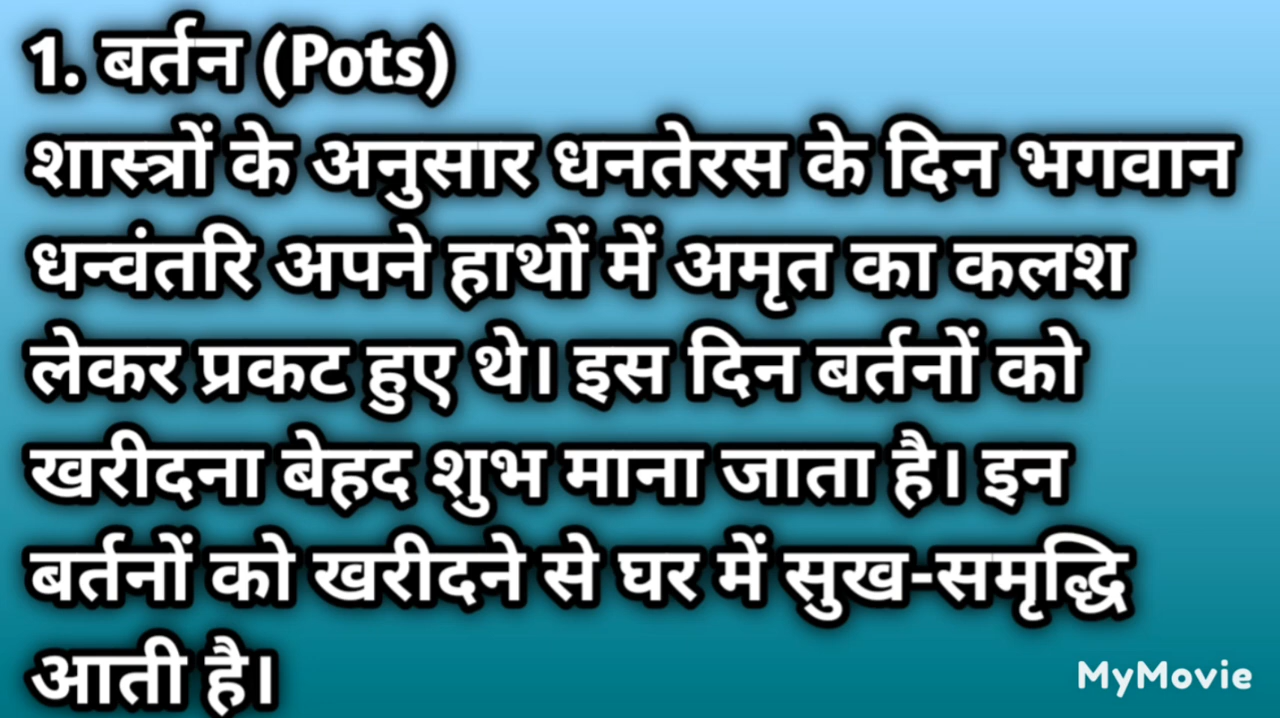 1. बर्तन (Pots)
शास्त्रों के अनुसार धनतेरस के दिन भगवान
धन्वंतरि अपने हाथों में अमृत का कलश
लेकर प्रकट हुए थे। इस दिन बर्तनों को
खरीदना बेहद शुभ माना जाता है। इन
बर्तनों को खरीदने से घर में सुख-समृद्धि
आती है।
MyMovie